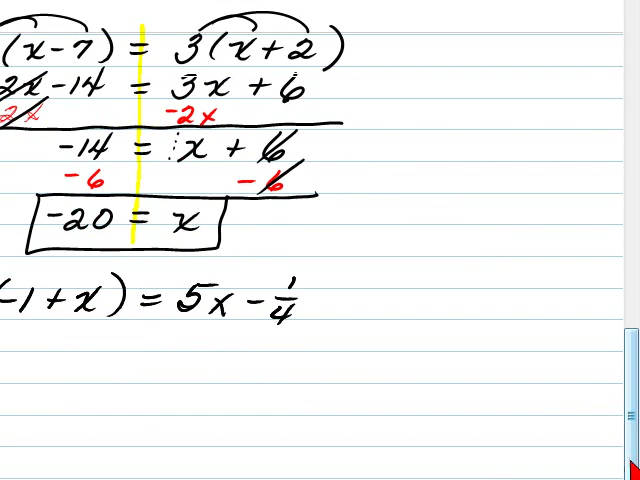 (x - 7) = 3(x + 2)
2x - 14 = 3x + 6
2x -2x
-14 = x + 6
-6 -6
-20 = x
(-1 + x) = 5x - 1/4